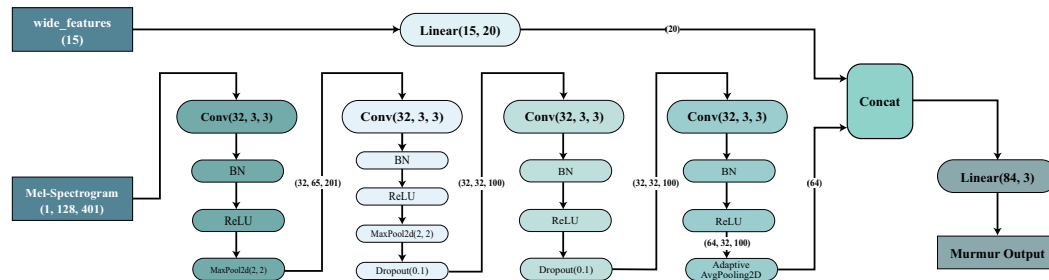 wide_features
(15)
Linear(15, 20)
(20)
Mel-Spectrogram
(1, 128, 401)
Conv(32, 3, 3)
BN
ReLU
MaxPool2d(2, 2)
(32, 65, 201)
Conv(32, 3, 3)
BN
ReLU
MaxPool2d(2, 2)
Dropout(0.1)
(32, 32, 100)
Conv(32, 3, 3)
BN
ReLU
Dropout(0.1)
(32, 32, 100)
Conv(32, 3, 3)
BN
ReLU
(64, 32, 100)
Adaptive
AvgPooling2D
(64)
Concat
Linear(84, 3)
Murmur Output